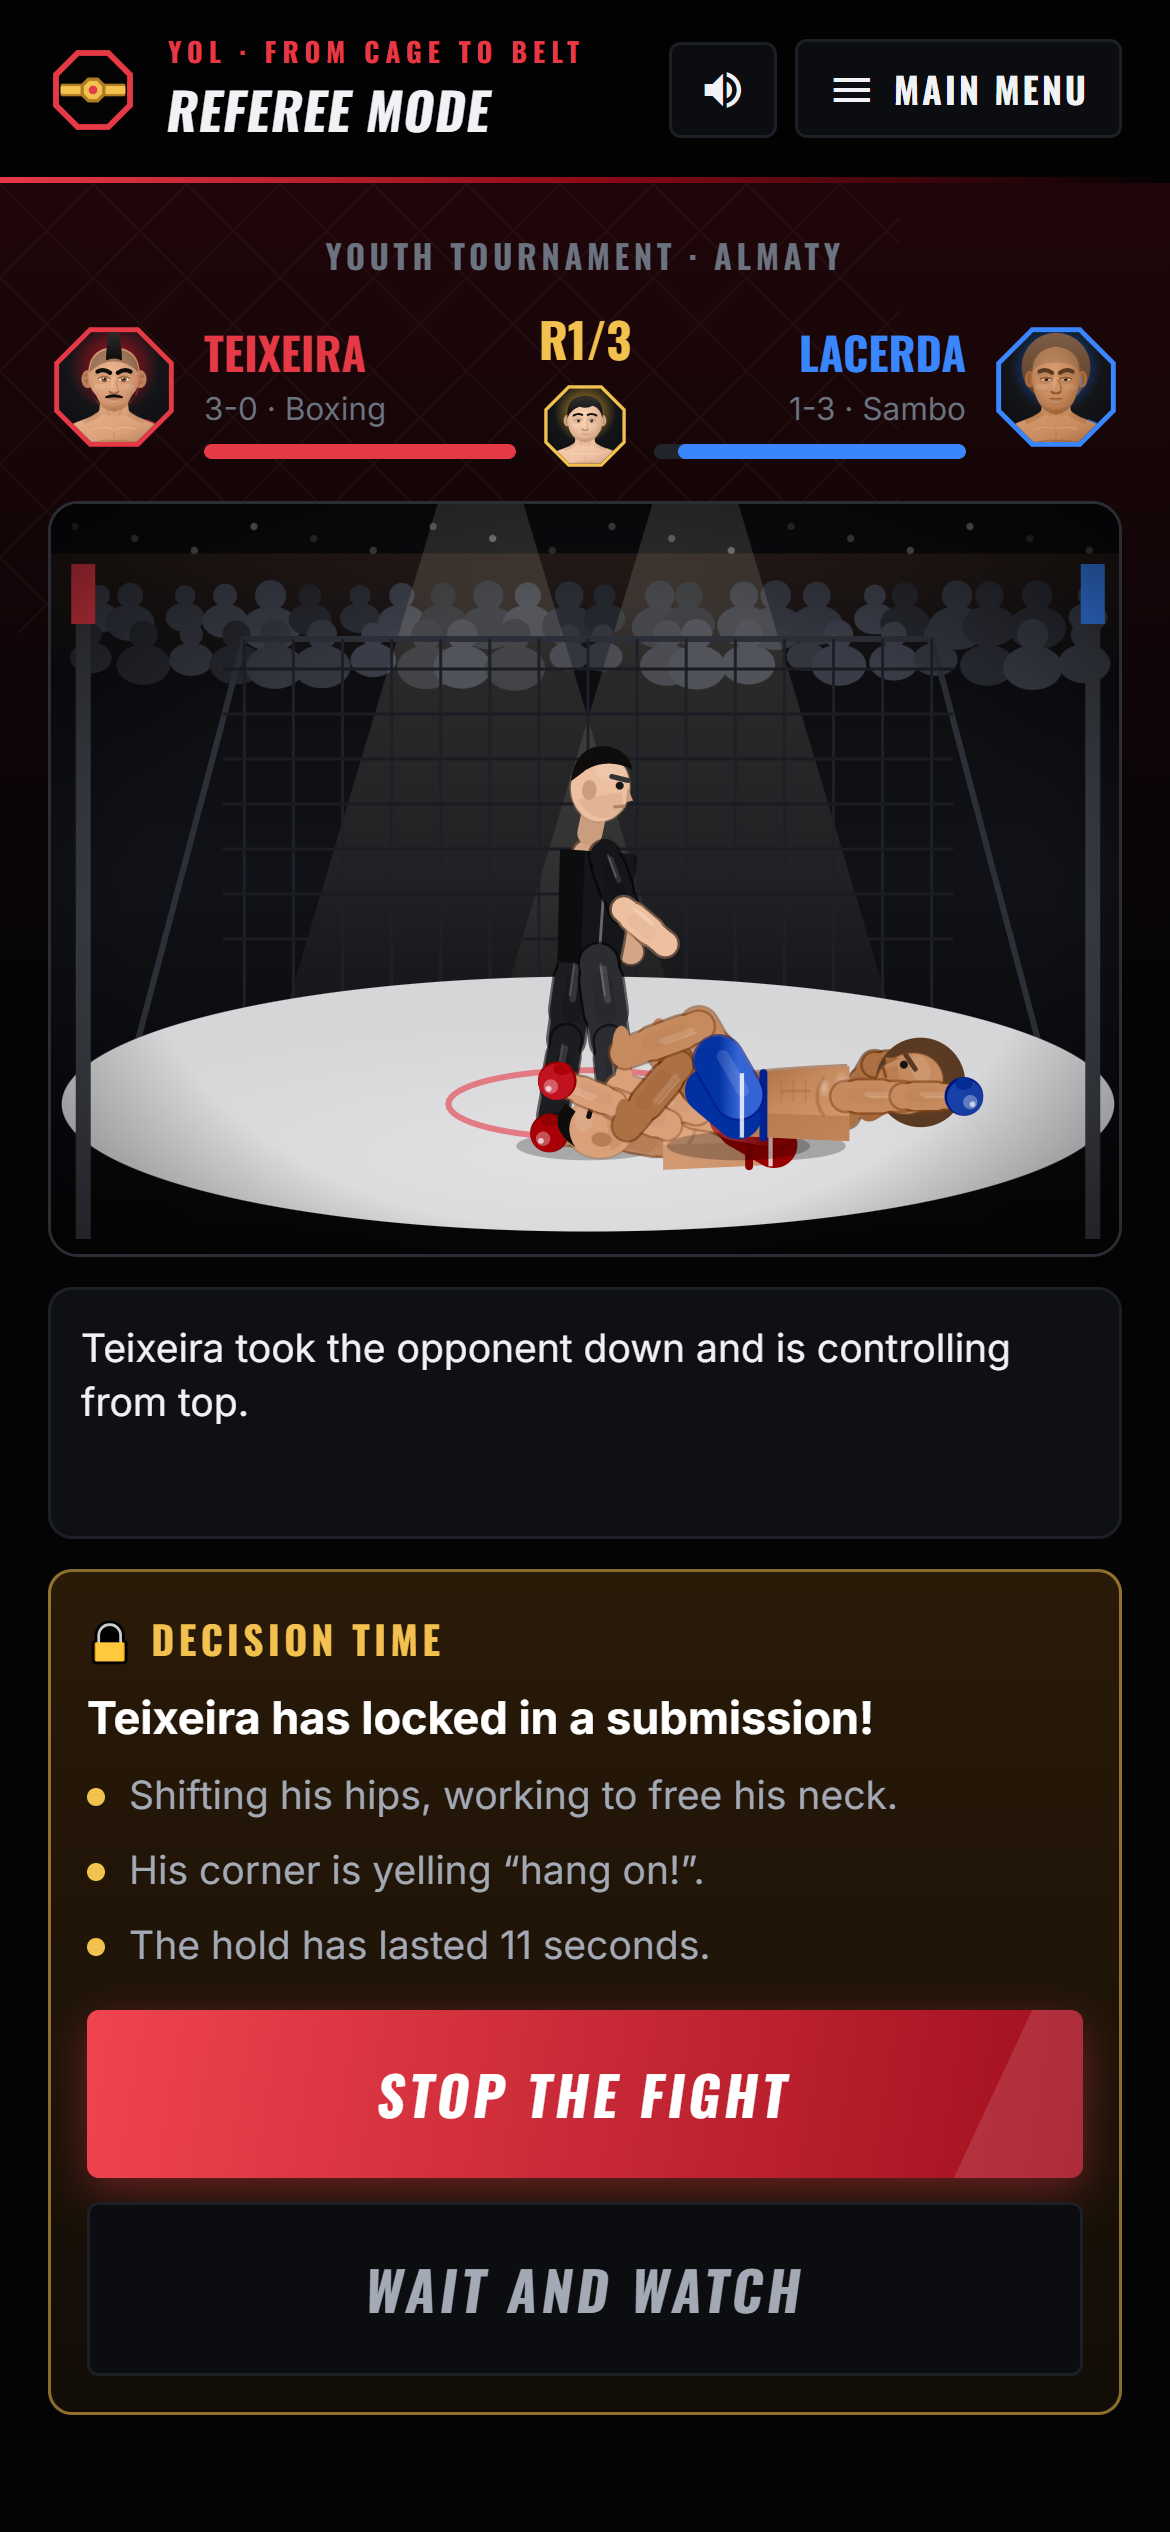 YOL · FROM CAGE TO BELT
REFEREE MODE
MAIN MENU
YOUTH TOURNAMENT · ALMATY
TEIXEIRA
3-0 · Boxing
R1/3
LACERDA
1-3 · Sambo
Teixeira took the opponent down and is controlling
from top.
DECISION TIME
Teixeira has locked in a submission!
Shifting his hips, working to free his neck.
His corner is yelling “hang on!”.
The hold has lasted 11 seconds.
STOP THE FIGHT
WAIT AND WATCH